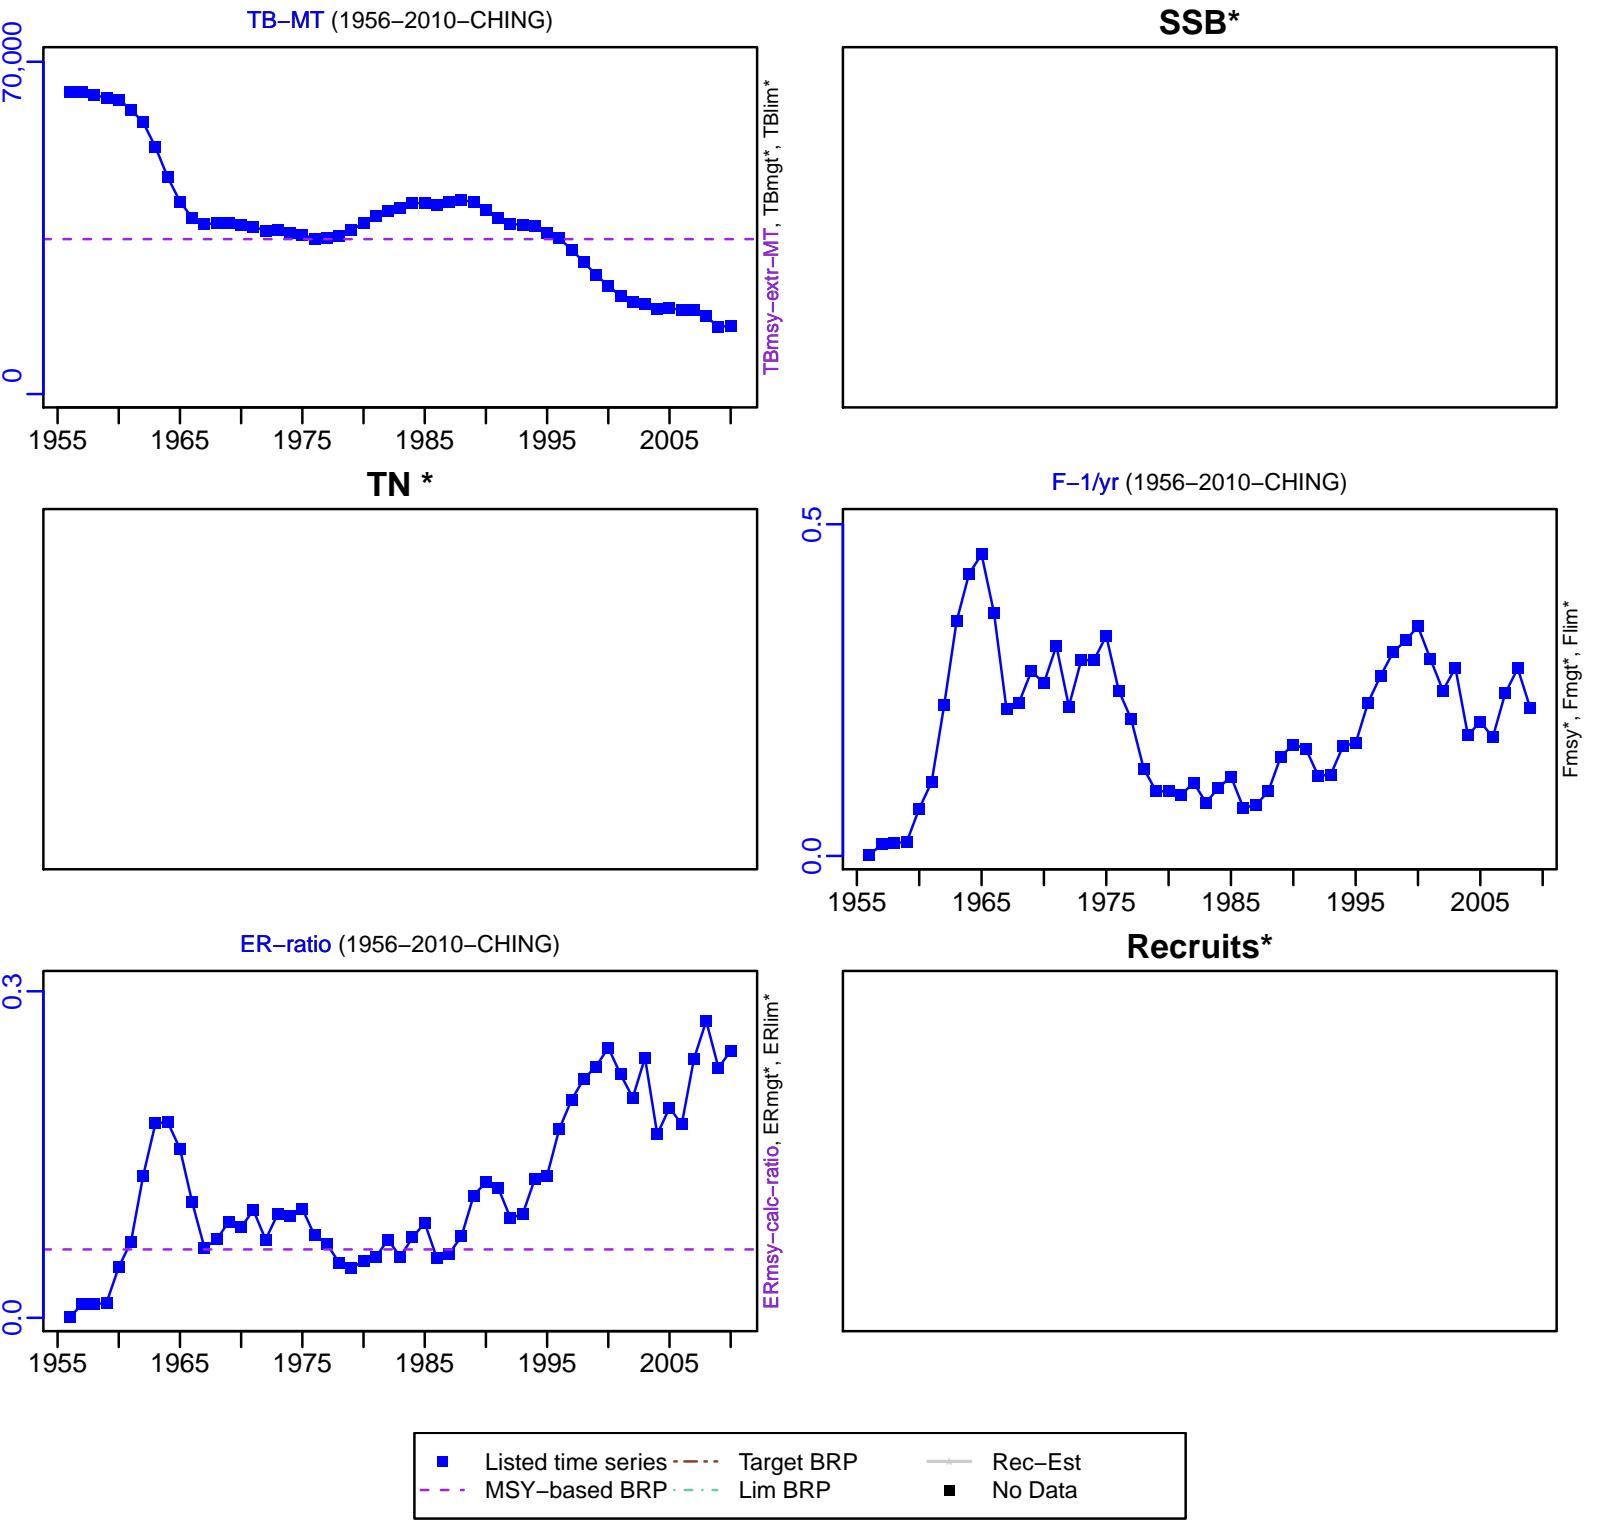 TB−MT (1956−2010−CHING)
70,000
0
TBmsy−extr−MT, TBmgt*, TBlim*
1955 1965 1975 1985 1995 2005
SSB*
TN *
F−1/yr (1956−2010−CHING)
0.5
0.0
Fmsy*, Fmgt*, Flim*
1955 1965 1975 1985 1995 2005
ER−ratio (1956−2010−CHING)
0.3
0.0
ERmsy−calc−ratio, ERmgt*, ERlim*
1955 1965 1975 1985 1995 2005
Recruits*
Listed time series Target BRP Rec−Est
MSY−based BRP Lim BRP No Data